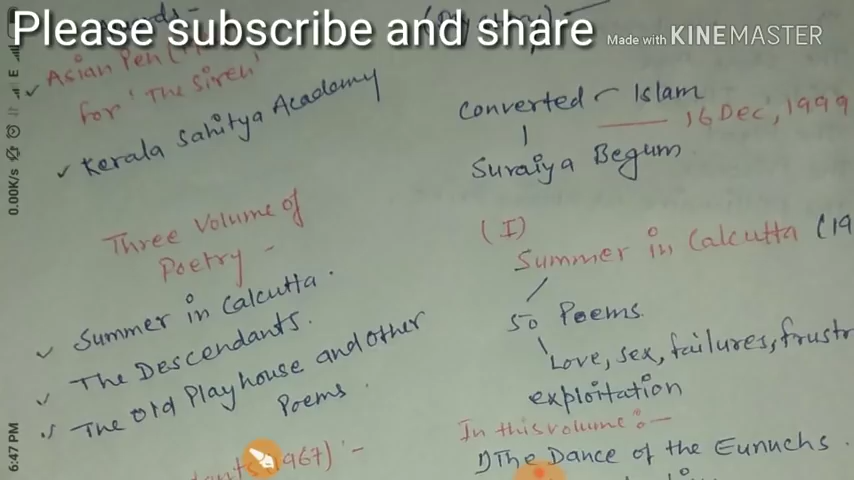 Please subscribe and share
Made with KINEMASTER
0.00K/s
E
6:47 PM
Asian Pen
for 'The Siren'
Kerala Sahitya Academy
Three Volume of
Poetry -
Summer in Calcutta.
The Descendants.
The Old Playhouse and Other
Poems.
1967) :-
Converted Islam
16 Dec, 1999
Suraiya Begum
(I)
Summer in Calcutta (19
50 Poems
Love, sex, failures, frustr
exploitation
In this volume :-
1) The Dance of the Eunuchs.